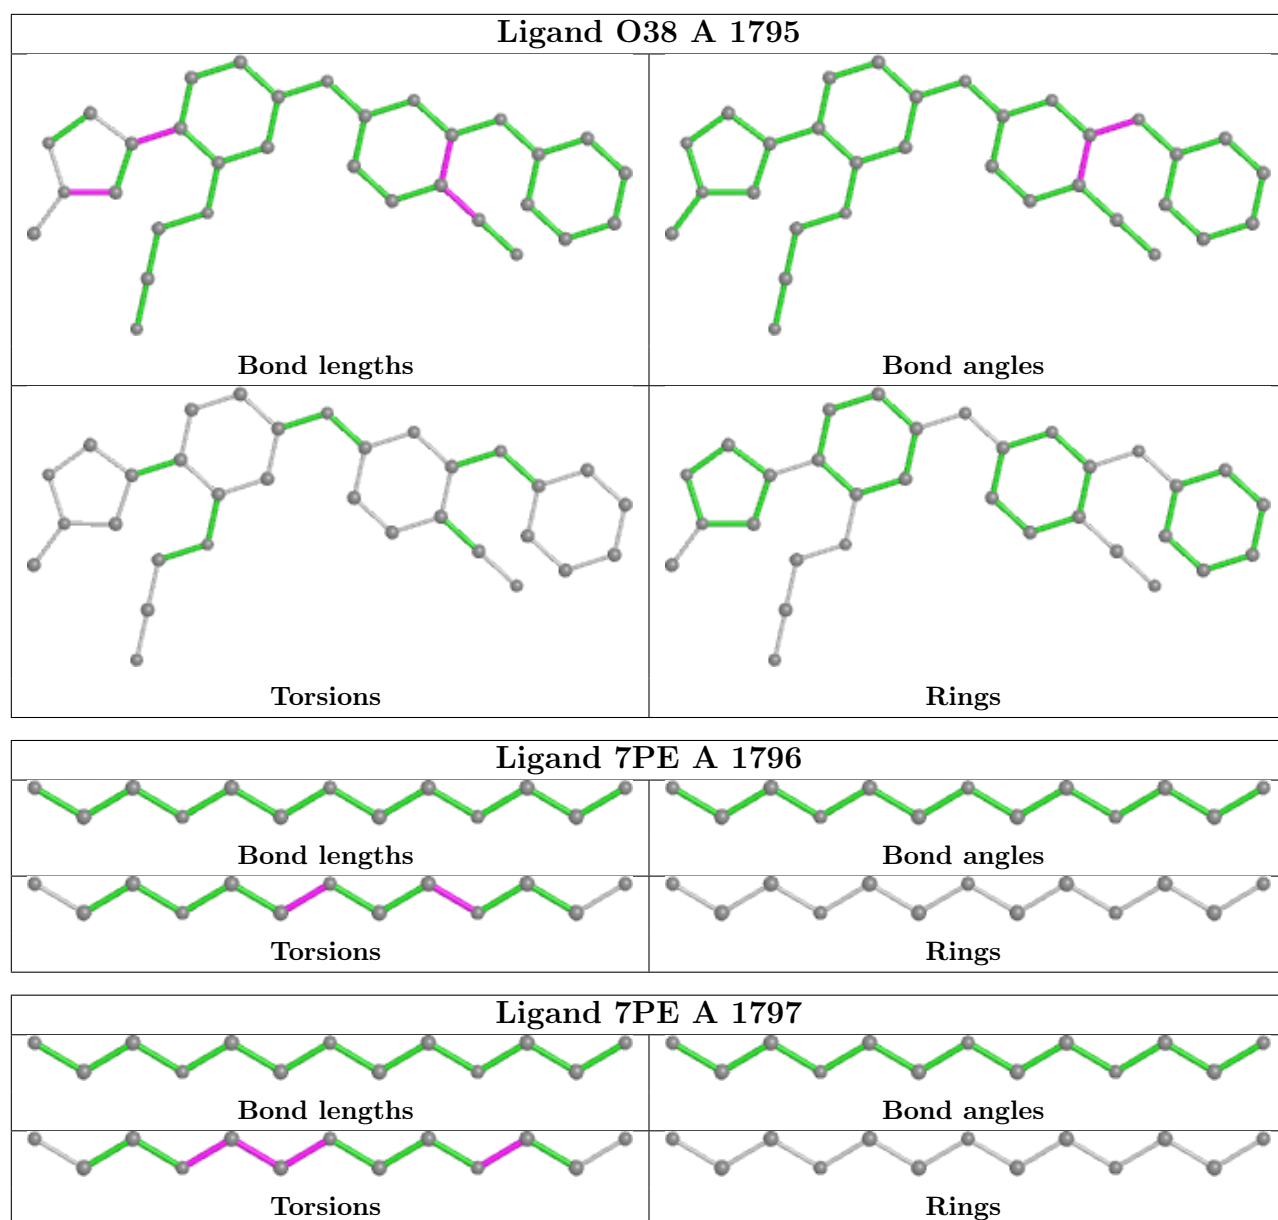 Ligand O38 A 1795
Bond lengths
Bond angles
Torsions
Rings
Ligand 7PE A 1796
Bond lengths
Bond angles
Torsions
Rings
Ligand 7PE A 1797
Bond lengths
Bond angles
Torsions
Rings